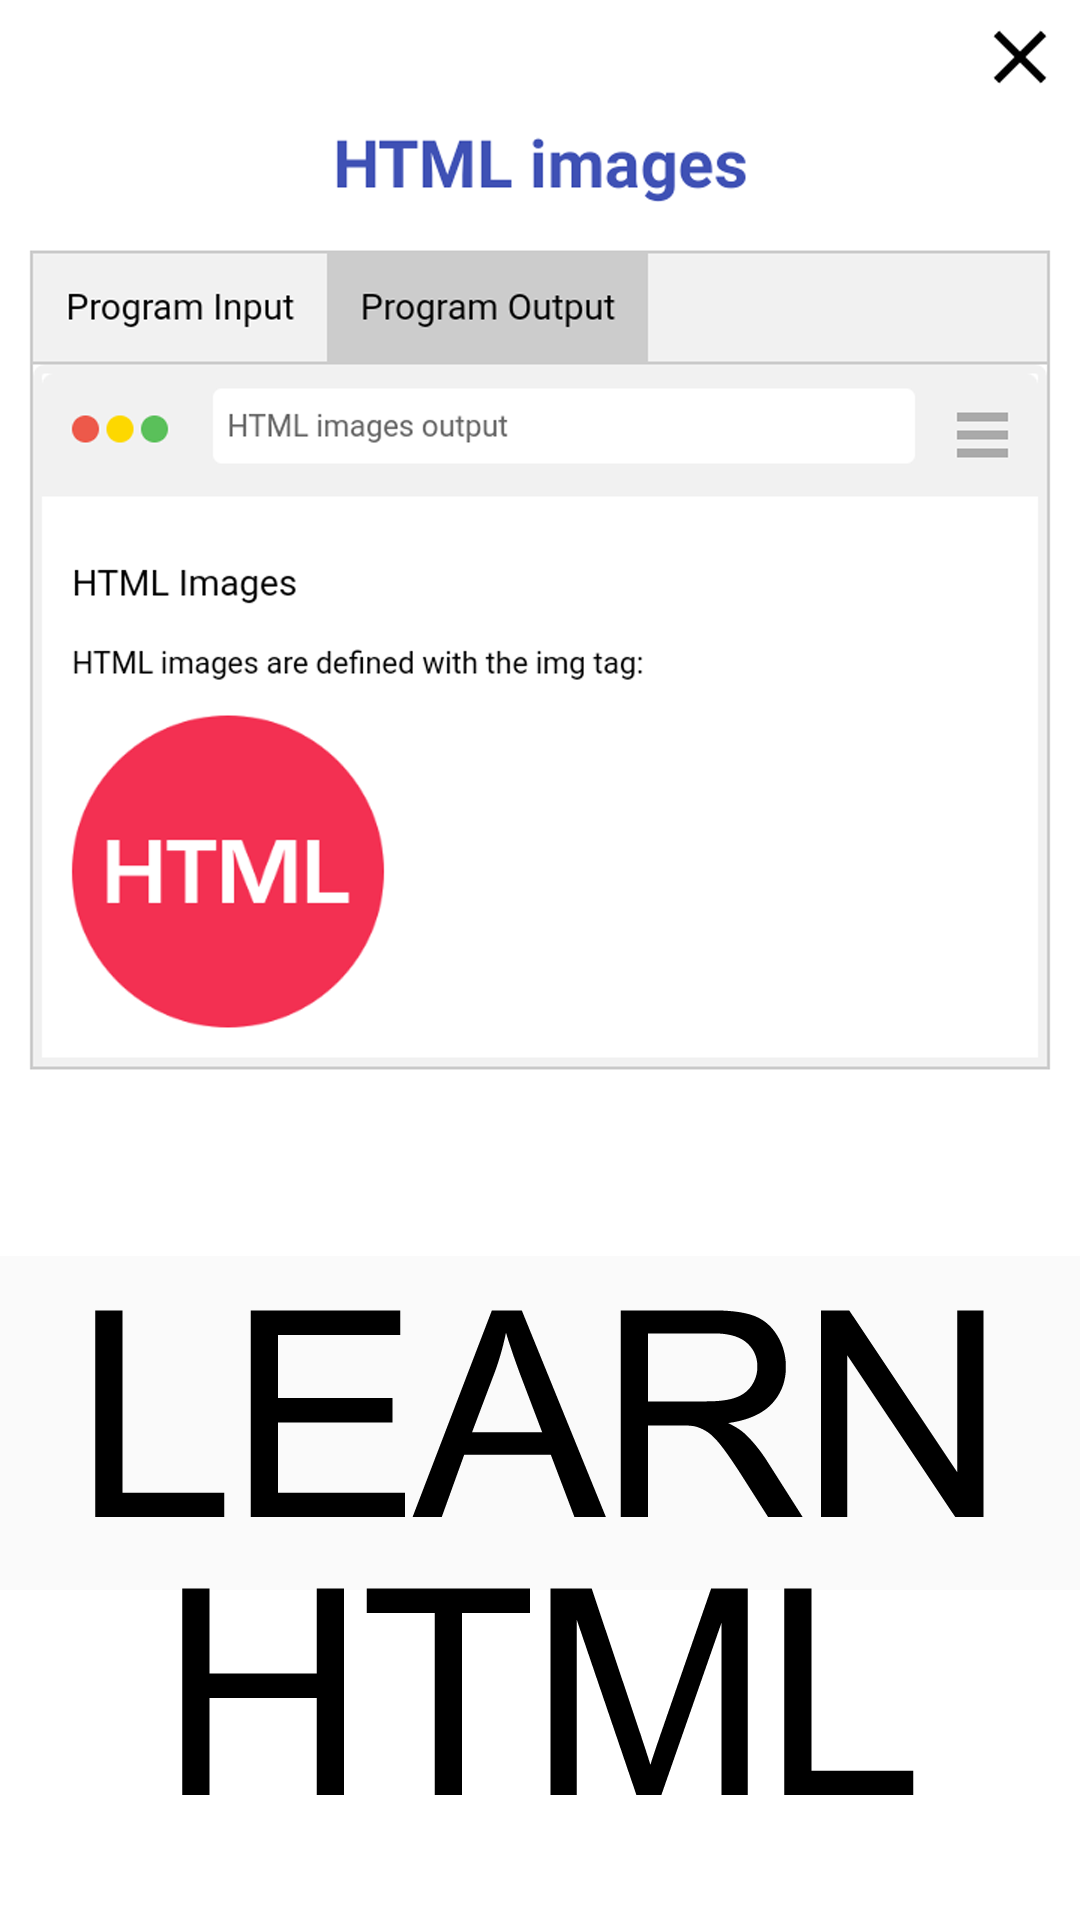 HTML images
Program Input Program Output
HTML images output
HTML Images
HTML images are defined with the img tag:
HTML
LEARN
HTML